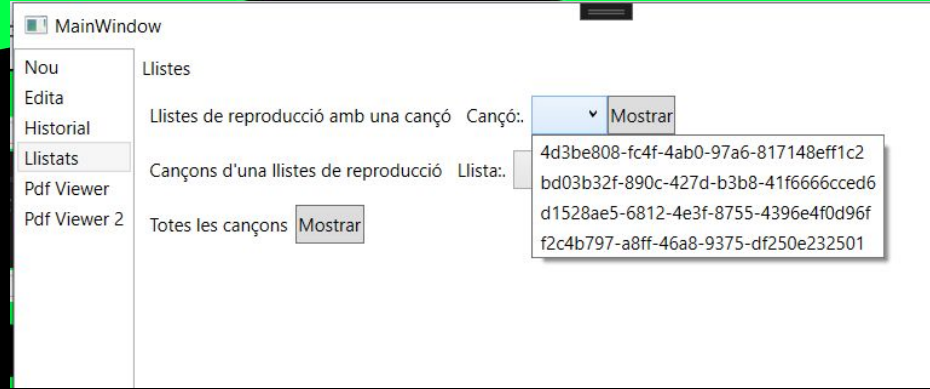 MainWindow
Nou
Edita
Historial
Llistats
Pdf Viewer
Pdf Viewer 2
Llistes
Llistes de reproducció amb una cançó Cançó:. Mostrar
4d3be808-fc4f-4ab0-97a6-817148eff1c2
bd03b32f-890c-427d-b3b8-41f6666cced6
d1528ae5-6812-4e3f-8755-4396e4f0d96f
f2c4b797-a8ff-46a8-9375-df250e232501
Cançons d'una llistes de reproducció Llista:.
Totes les cançons Mostrar